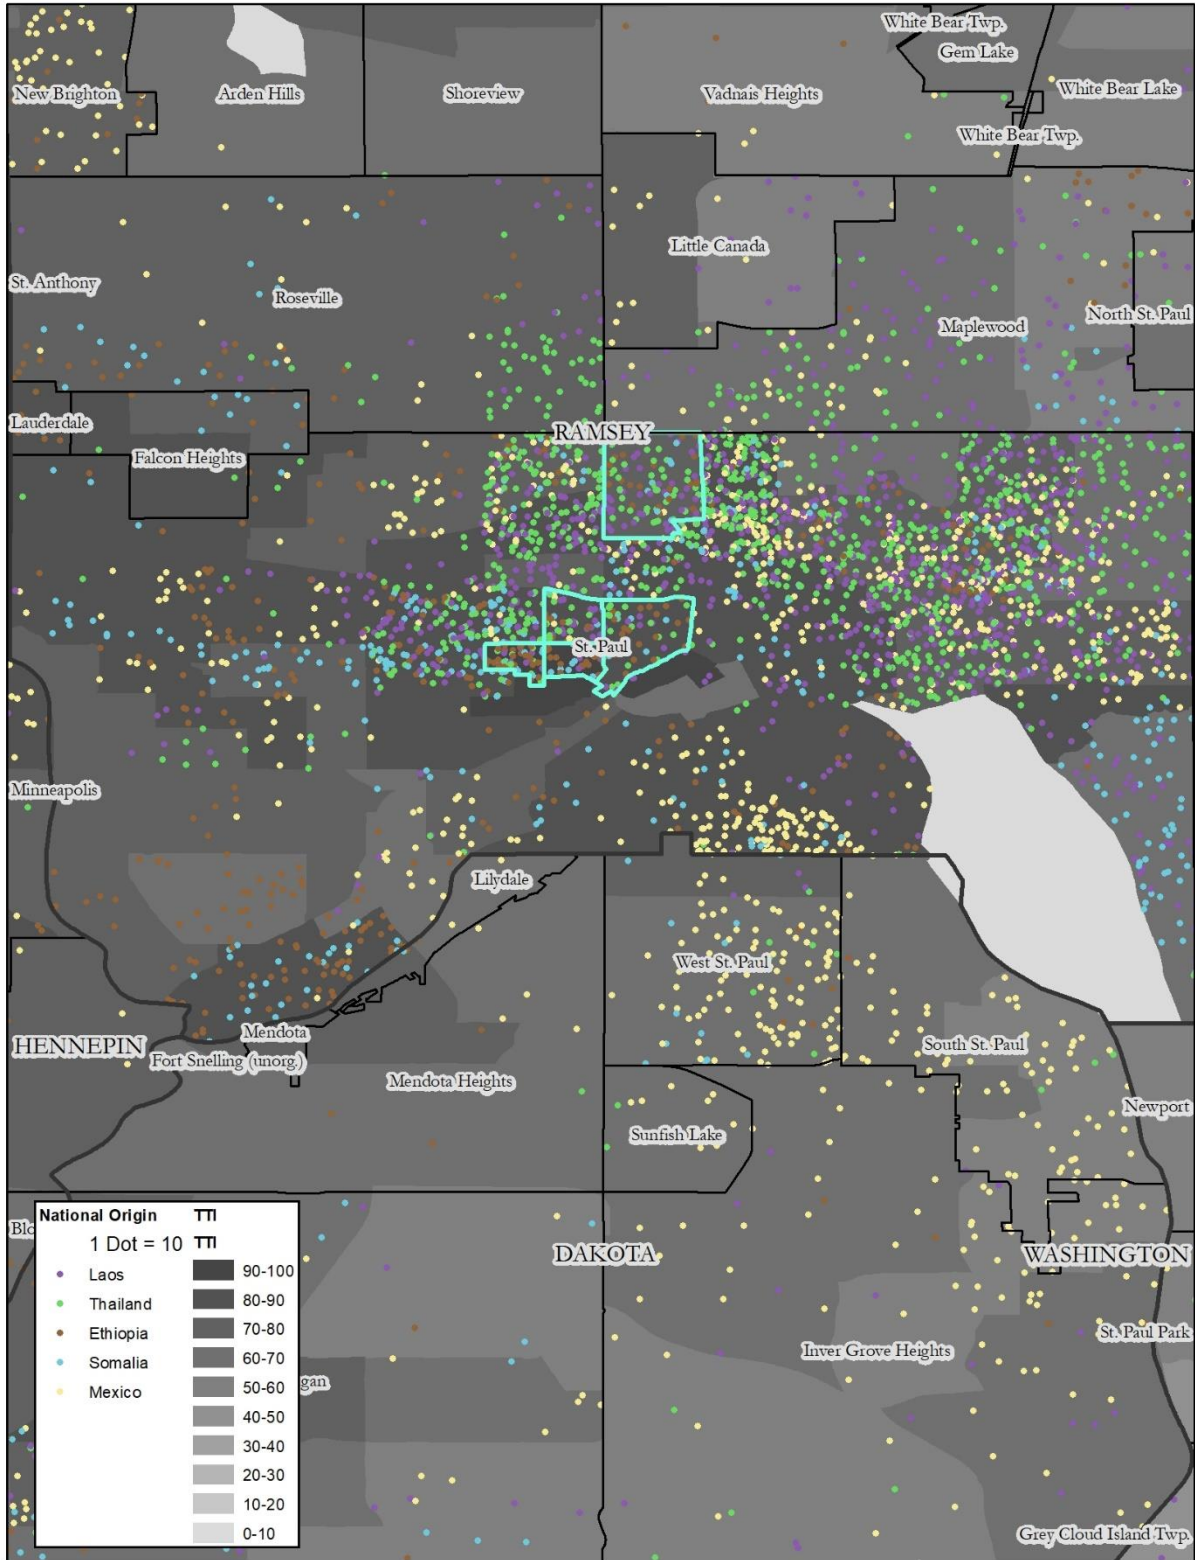 White Bear Twp.
Gem Lake
New Brighton
Arden Hills
Shoreview
Vadnais Heights
White Bear Lake
White Bear Twp.
Little Canada
St. Anthony
Roseville
Maplewood
North St. Paul
Lauderdale
RAMSEY
Falcon Heights
St. Paul
Minneapolis
Lilydale
West St. Paul
HENNEPIN
Mendota
Fort Snelling (unorg.)
South St. Paul
Mendota Heights
Newport
Sunfish Lake
Blo
DAKOTA
WASHINGTON
St. Paul Park
Inver Grove Heights
gan
Grey Cloud Island Twp.
National Origin
1 Dot = 10
Laos
Thailand
Ethiopia
Somalia
Mexico
TTI
TTI
90-100
80-90
70-80
60-70
50-60
40-50
30-40
20-30
10-20
0-10